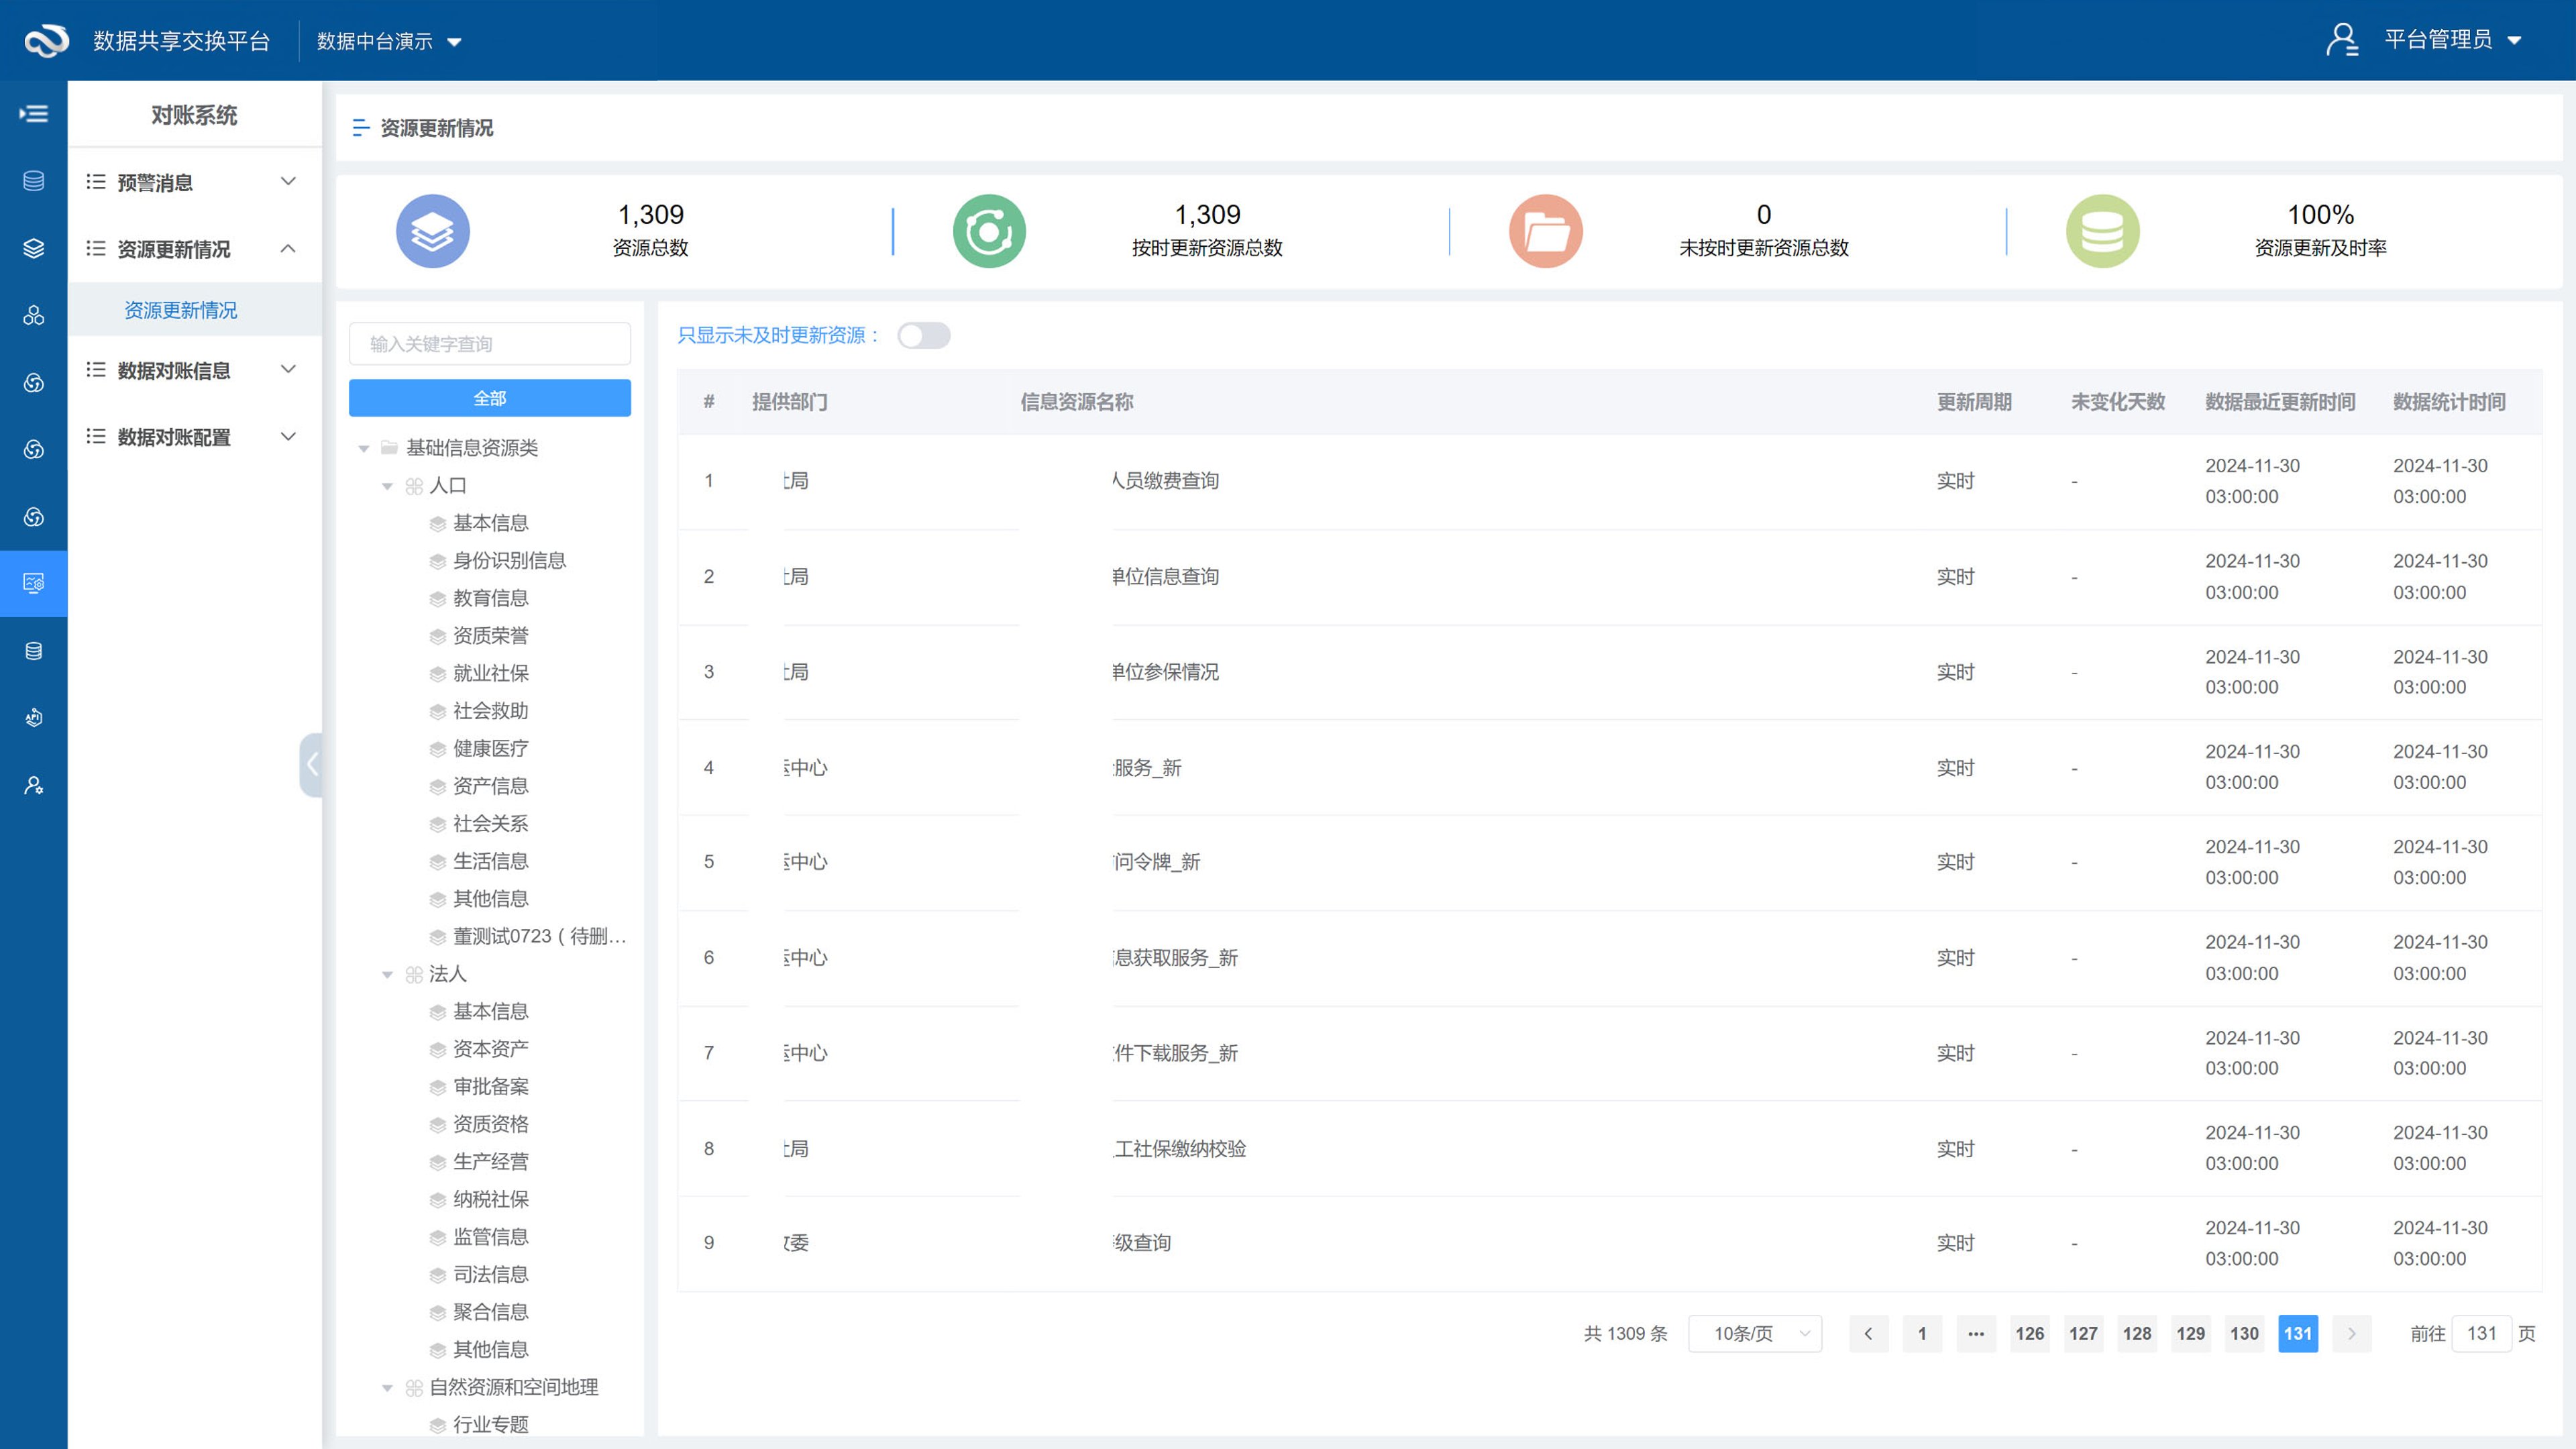 数据共享交换平台
数据中台演示
平台管理员
对账系统
预警消息
资源更新情况
资源更新情况
数据对账信息
数据对账配置
资源更新情况
1,309
资源总数
1,309
按时更新资源总数
0
未按时更新资源总数
100%
资源更新及时率
输入关键字查询
全部
基础信息资源类
人口
基本信息
身份识别信息
教育信息
资质荣誉
就业社保
社会救助
健康医疗
资产信息
社会关系
生活信息
其他信息
董测试0723（待删...
法人
基本信息
资本资产
审批备案
资质资格
生产经营
纳税社保
监管信息
司法信息
聚合信息
其他信息
自然资源和空间地理
行业专题
只显示未及时更新资源：
# 提供部门 信息资源名称 更新周期 未变化天数 数据最近更新时间 数据统计时间
1 局 人员缴费查询 实时 - 2024-11-30 03:00:00 2024-11-30 03:00:00
2 局 单位信息查询 实时 - 2024-11-30 03:00:00 2024-11-30 03:00:00
3 局 单位参保情况 实时 - 2024-11-30 03:00:00 2024-11-30 03:00:00
4 中心 服务_新 实时 - 2024-11-30 03:00:00 2024-11-30 03:00:00
5 中心 问令牌_新 实时 - 2024-11-30 03:00:00 2024-11-30 03:00:00
6 中心 息获取服务_新 实时 - 2024-11-30 03:00:00 2024-11-30 03:00:00
7 中心 件下载服务_新 实时 - 2024-11-30 03:00:00 2024-11-30 03:00:00
8 局 工社保缴纳校验 实时 - 2024-11-30 03:00:00 2024-11-30 03:00:00
9 委 级查询 实时 - 2024-11-30 03:00:00 2024-11-30 03:00:00
共 1309 条 10条/页 1 ••• 126 127 128 129 130 131 前往 131 页